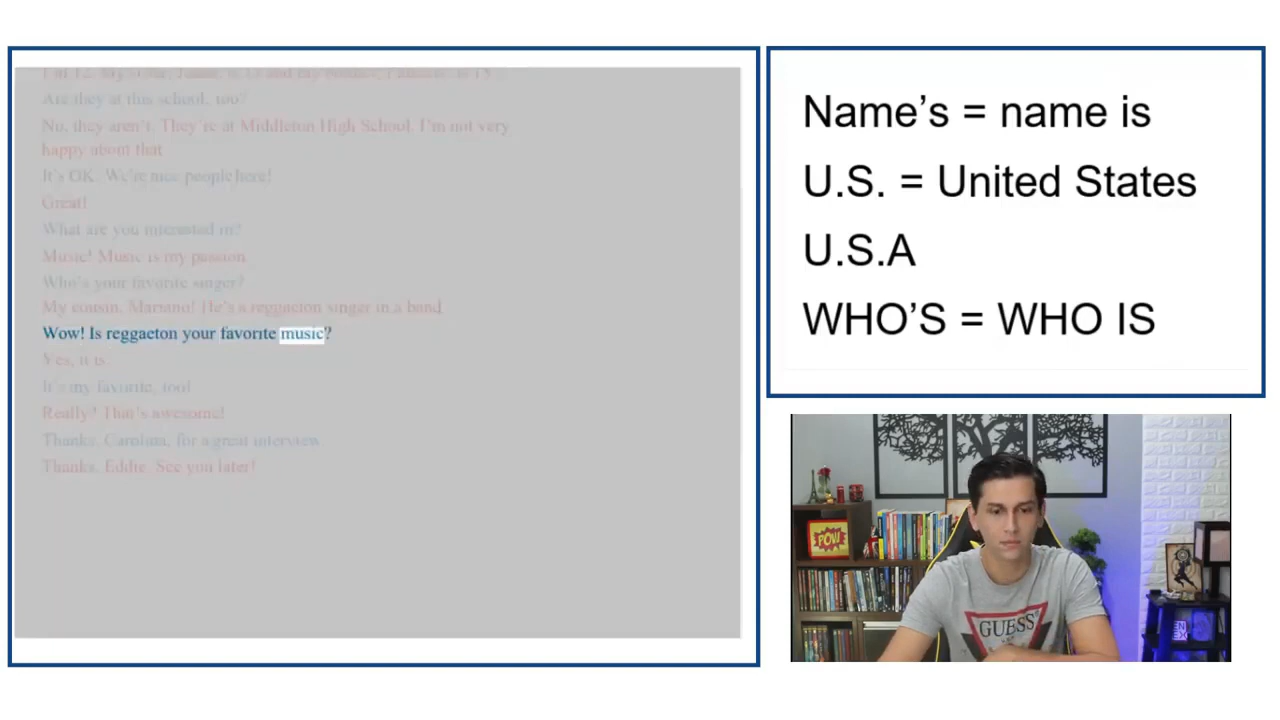 I'm 12. My sister,
is 13 and my
is 15
Are they at this school, too?
No, they aren't. They're at Middleton High School. I'm not very
happy about that
It's OK. We're nice people here!
Great!
What are you interested in?
Music! Music is my passion
Who's your favorite singer?
My cousin, Mariano! He's a reggaeton singer in a band
Wow! Is reggaeton your favorite music?
Yes, it is
It's my favorite, too!
Really? That's awesome!
Thanks, Carolina, for a great interview
Thanks, Eddie. See you later!
Name's = name is
U.S. = United States
U.S.A
WHO'S = WHO IS
POW
GUESS